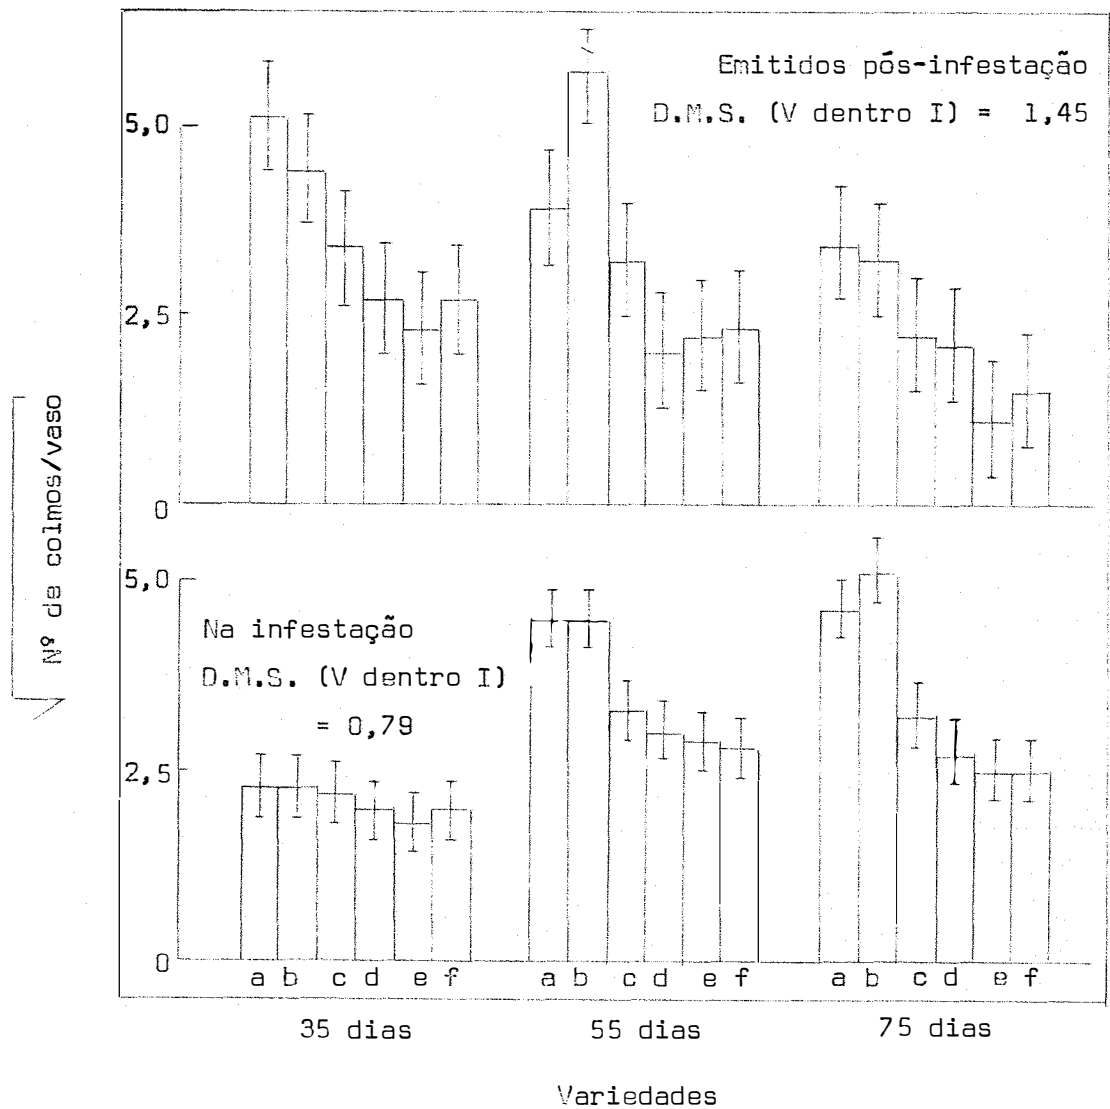 Emitidos pós-infestação
D.M.S. (V dentro I) = 1,45
5,0
2,5
0
Nº de colmos/vaso
5,0
Na infestação
D.M.S. (V dentro I)
= 0,79
2,5
0
a b c d e f a b c d e f a b c d e f
35 dias 55 dias 75 dias
Variedades